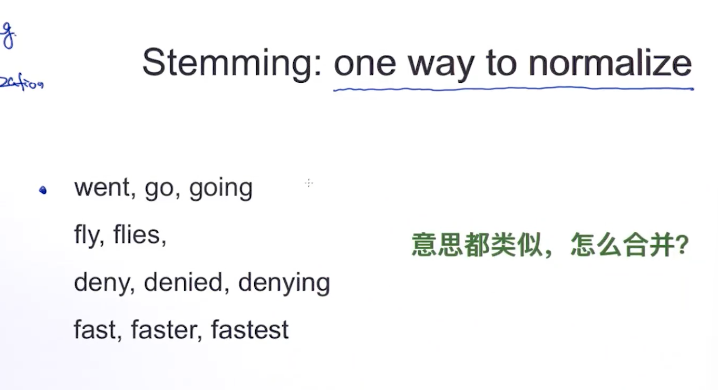 Stemming: one way to normalize
went, go, going
fly, flies,
意思都类似，怎么合并?
deny, denied, denying
fast, faster, fastest